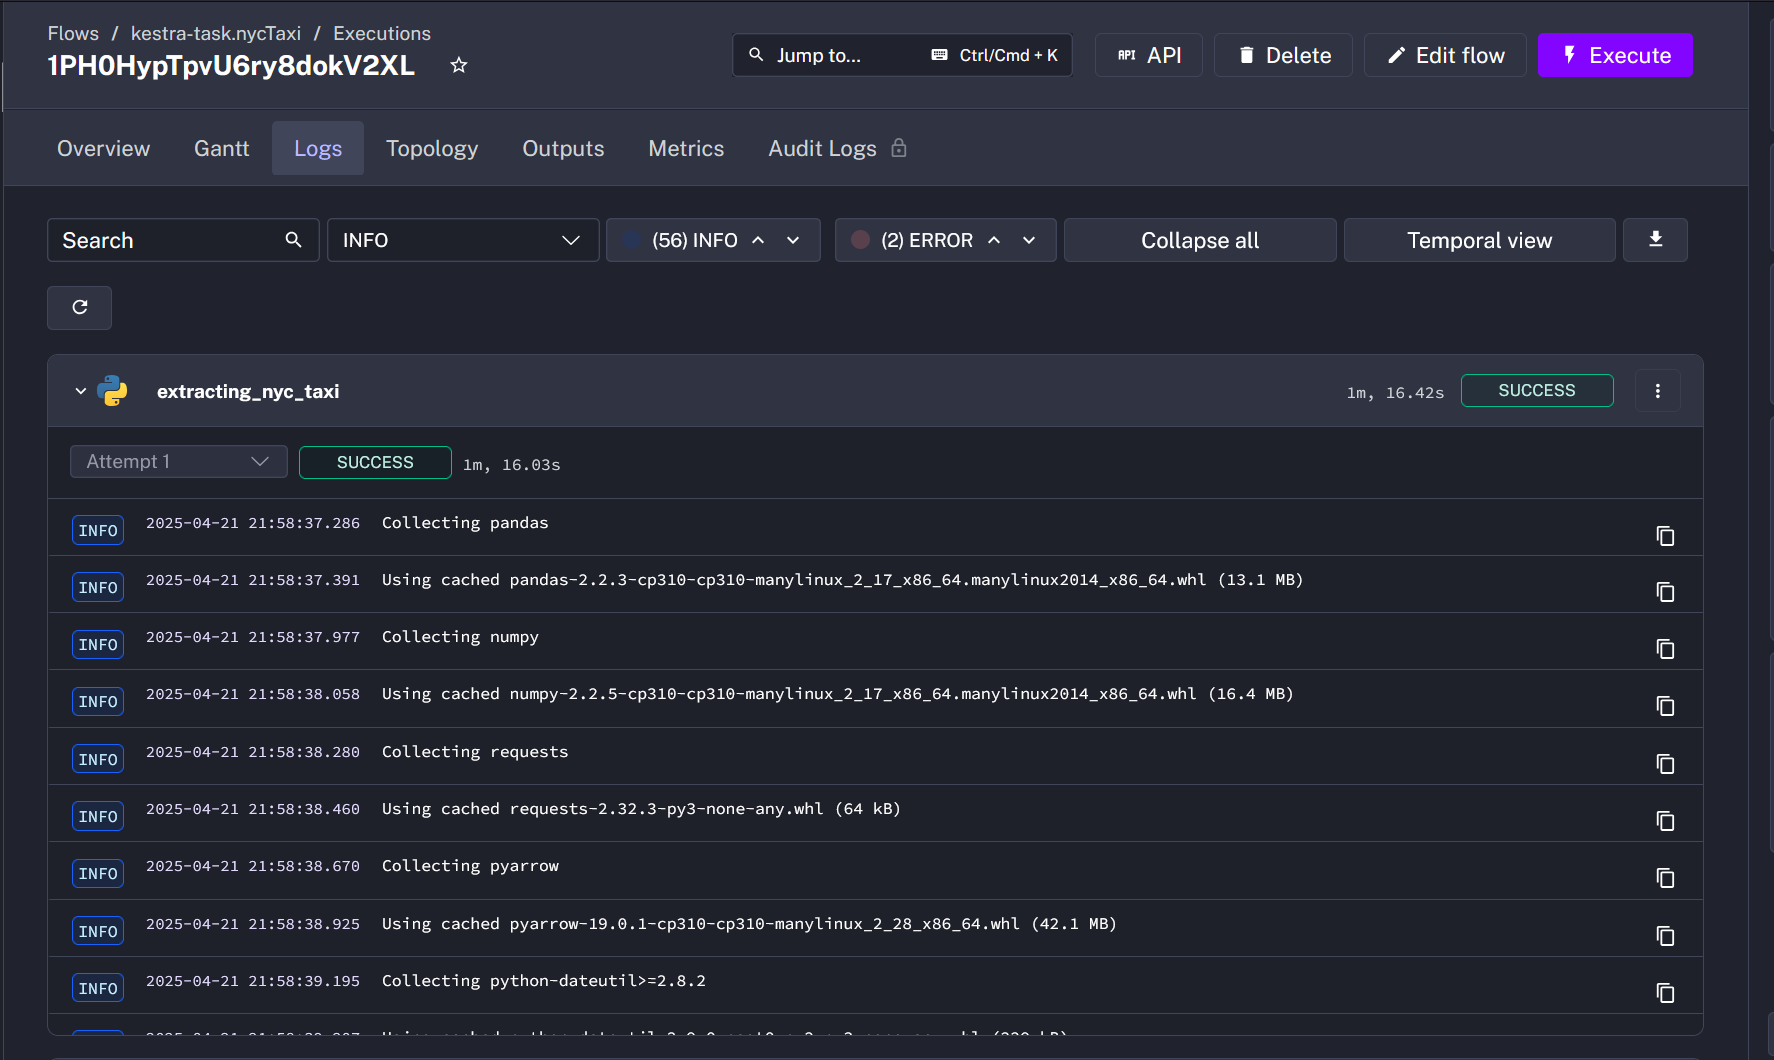 Flows / kestra-task.nycTaxi / Executions
1PH0HypTpvU6ry8dokV2XL
Jump to... Ctrl/Cmd + K
API API
Delete
Edit flow
Execute
Overview Gantt Logs Topology Outputs Metrics Audit Logs
Search INFO (56) INFO (2) ERROR Collapse all Temporal view
extracting_nyc_taxi 1m, 16.42s SUCCESS
Attempt 1 SUCCESS 1m, 16.03s
INFO 2025-04-21 21:58:37.286 Collecting pandas
INFO 2025-04-21 21:58:37.391 Using cached pandas-2.2.3-cp310-cp310-manylinux_2_17_x86_64.manylinux2014_x86_64.whl (13.1 MB)
INFO 2025-04-21 21:58:37.977 Collecting numpy
INFO 2025-04-21 21:58:38.058 Using cached numpy-2.2.5-cp310-cp310-manylinux_2_17_x86_64.manylinux2014_x86_64.whl (16.4 MB)
INFO 2025-04-21 21:58:38.280 Collecting requests
INFO 2025-04-21 21:58:38.460 Using cached requests-2.32.3-py3-none-any.whl (64 kB)
INFO 2025-04-21 21:58:38.670 Collecting pyarrow
INFO 2025-04-21 21:58:38.925 Using cached pyarrow-19.0.1-cp310-cp310-manylinux_2_28_x86_64.whl (42.1 MB)
INFO 2025-04-21 21:58:39.195 Collecting python-dateutil>=2.8.2